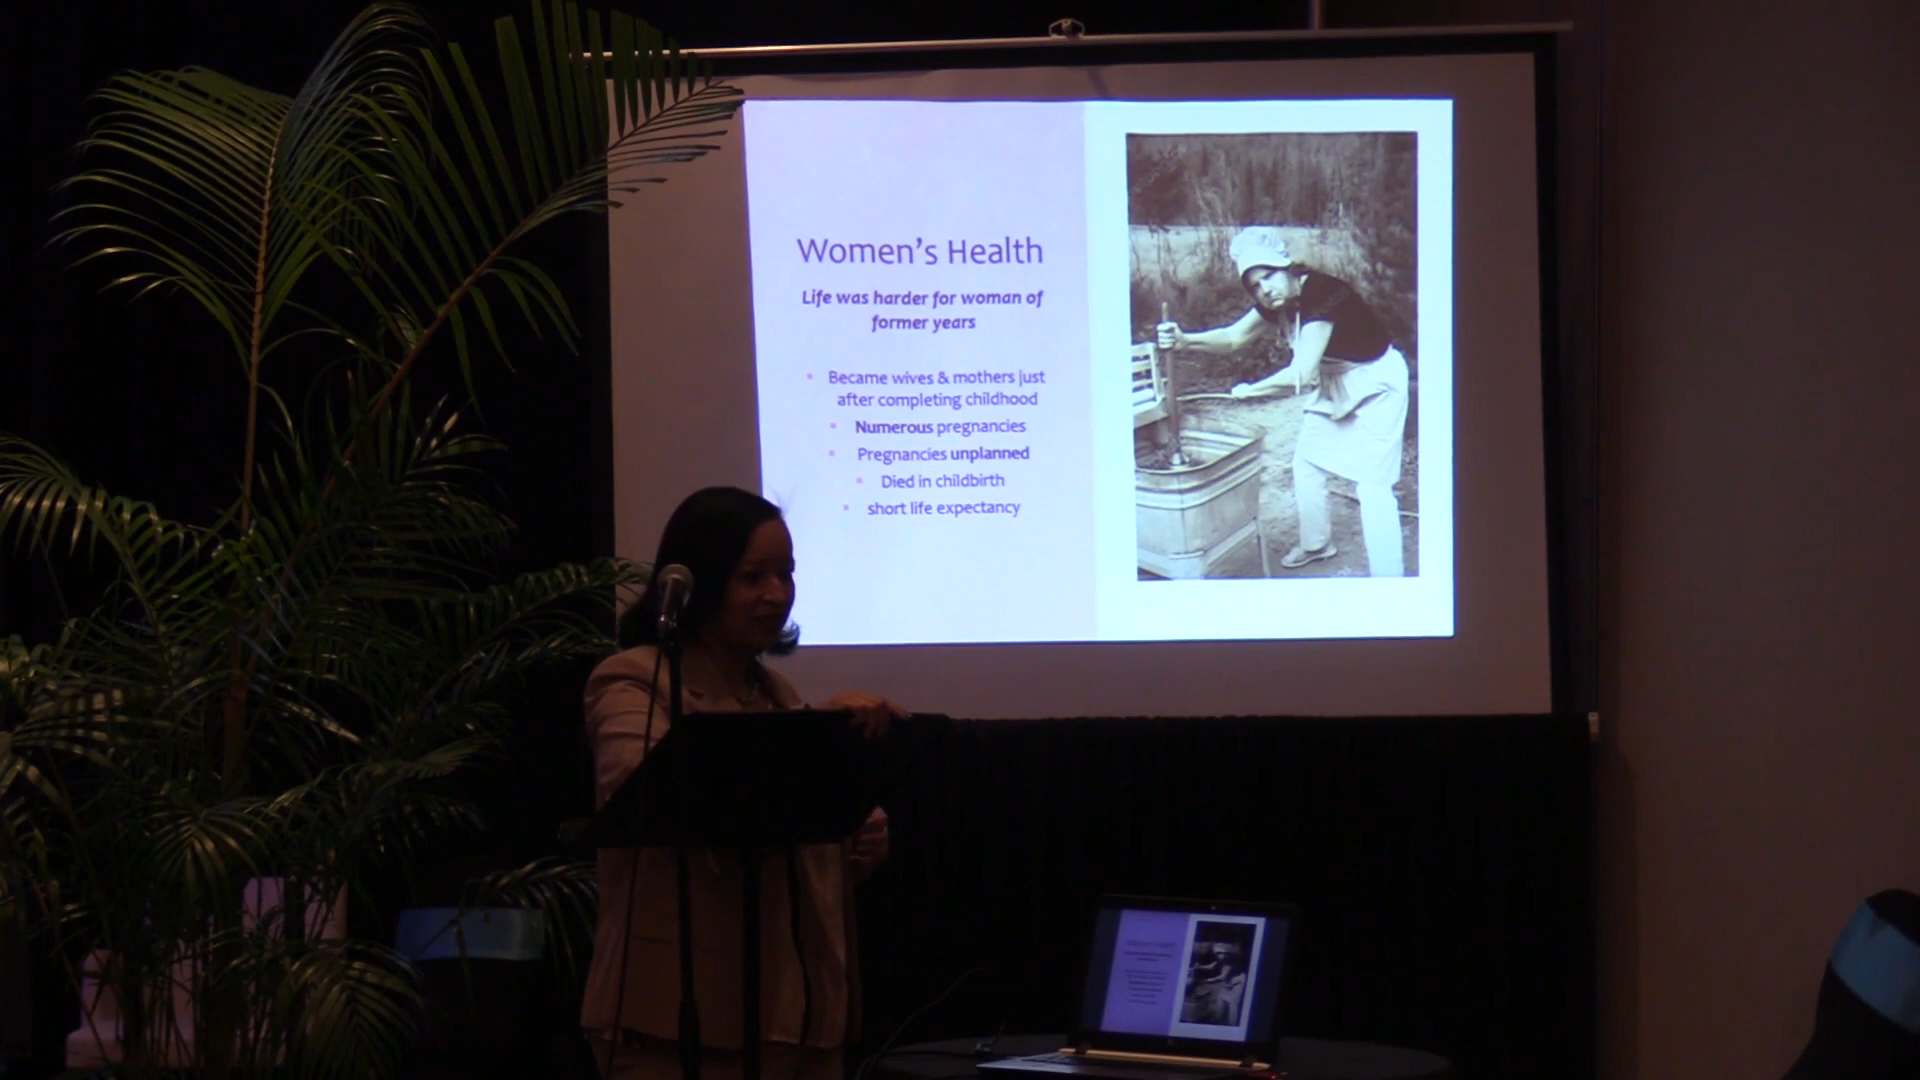 Women's Health
Life was harder for woman of
former years
Became wives & mothers just
after completing childhood
Numerous pregnancies
Pregnancies unplanned
Died in childbirth
short life expectancy